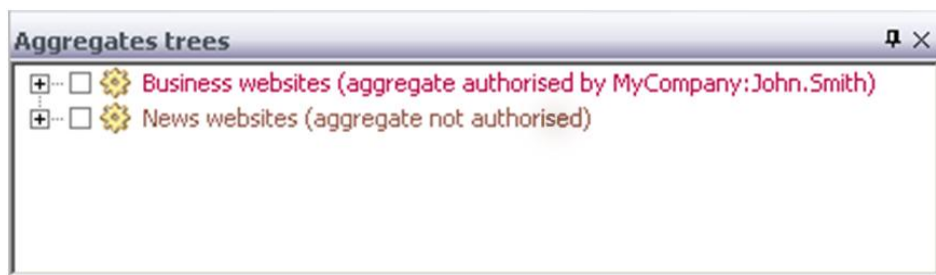 Aggregates trees
Business websites (aggregate authorised by MyCompany:John.Smith)
News websites (aggregate not authorised)